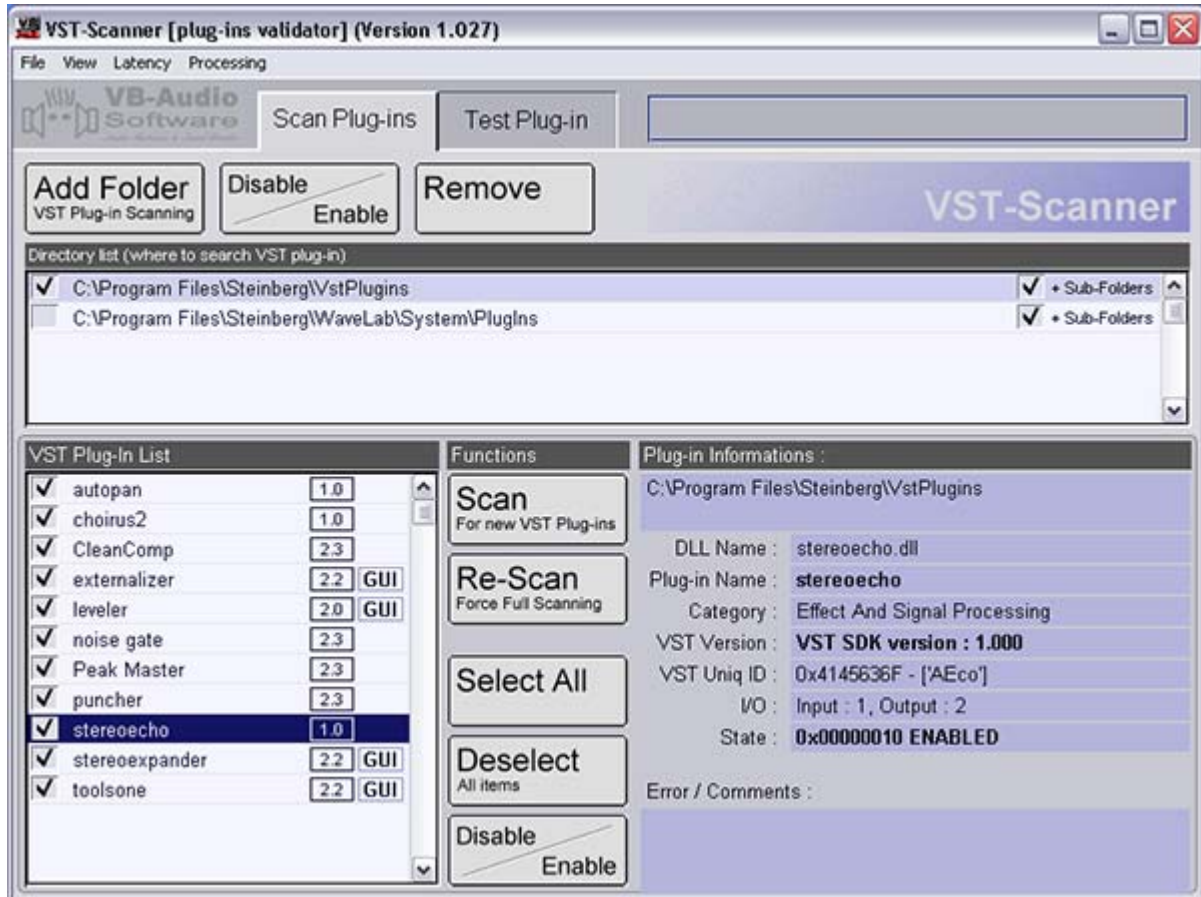 VST-Scanner [plug-ins validator] (Version 1.027)
File View Latency Processing
VB-Audio
Software
Scan Plug-ins
Test Plug-in
Add Folder
VST Plug-in Scanning
Disable
Enable
Remove
VST-Scanner
Directory list (where to search VST plug-in)
C:\Program Files\Steinberg\VstPlugins + Sub-Folders
C:\Program Files\Steinberg\WaveLab\System\PlugIns + Sub-Folders
VST Plug-In List
autopan 1.0
choirus2 1.0
CleanComp 2.3
externalizer 2.2 GUI
leveler 2.0 GUI
noise gate 2.3
Peak Master 2.3
puncher 2.3
stereoecho 1.0
stereoexpander 2.2 GUI
toolsone 2.2 GUI
Functions
Scan
For new VST Plug-ins
Re-Scan
Force Full Scanning
Select All
Deselect
All items
Disable
Enable
Plug-in Informations :
C:\Program Files\Steinberg\VstPlugins
DLL Name : stereoecho.dll
Plug-in Name : stereoecho
Category : Effect And Signal Processing
VST Version : VST SDK version : 1.000
VST Uniq ID : 0x4145636F - ['AEco']
I/O : Input : 1, Output : 2
State : 0x00000010 ENABLED
Error / Comments :